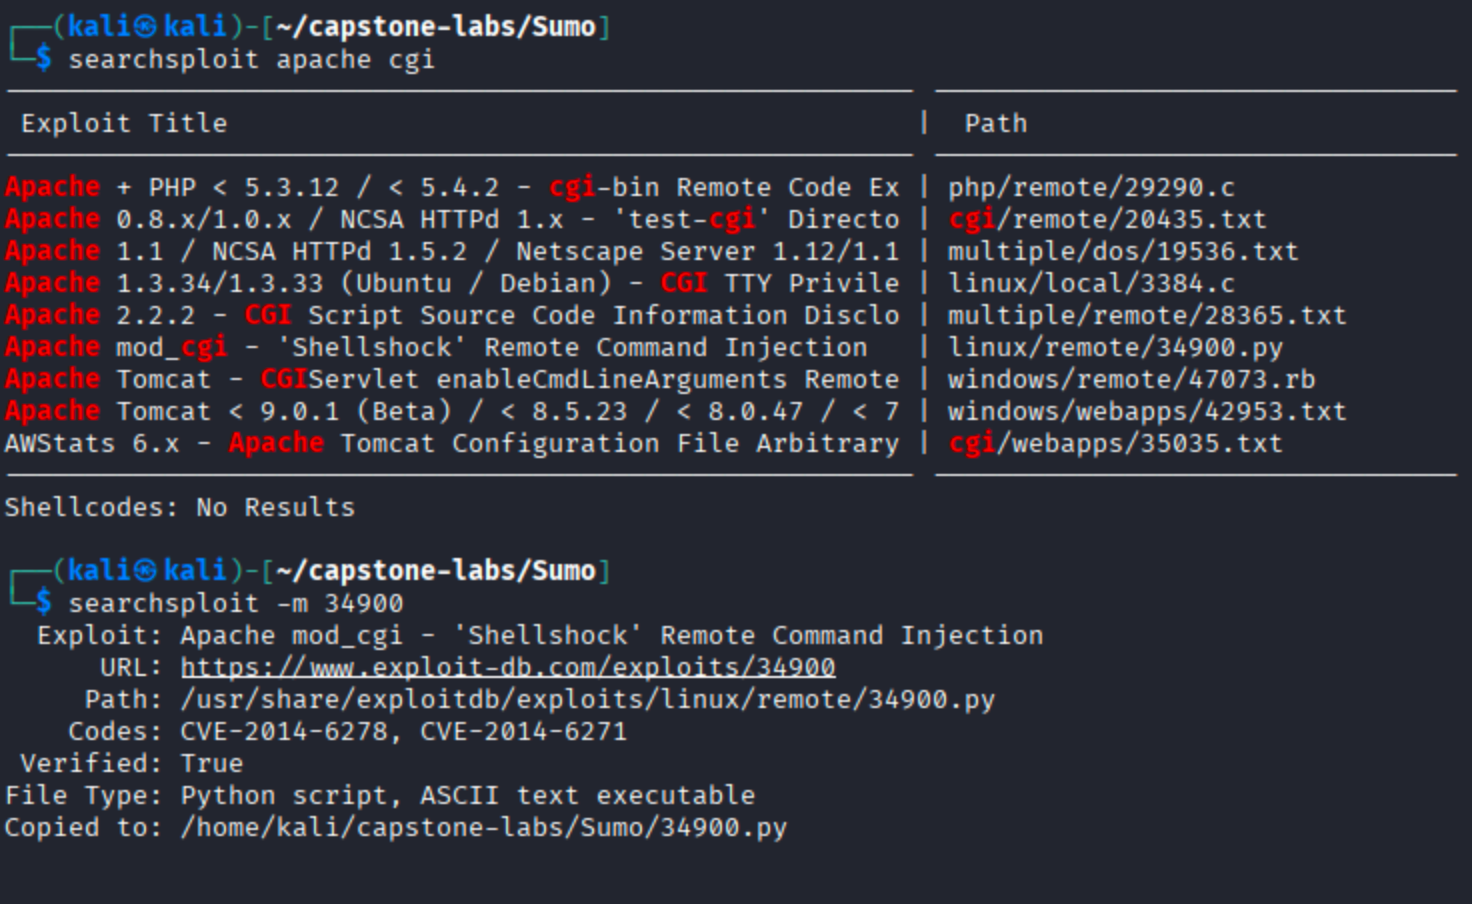 ┌──(kali㉿kali)-[~/capstone-labs/Sumo]
└─$ searchsploit apache cgi
Exploit Title | Path
Apache + PHP < 5.3.12 / < 5.4.2 - cgi-bin Remote Code Ex | php/remote/29290.c
Apache 0.8.x/1.0.x / NCSA HTTPd 1.x - 'test-cgi' Directo | cgi/remote/20435.txt
Apache 1.1 / NCSA HTTPd 1.5.2 / Netscape Server 1.12/1.1 | multiple/dos/19536.txt
Apache 1.3.34/1.3.33 (Ubuntu / Debian) - CGI TTY Privile | linux/local/3384.c
Apache 2.2.2 - CGI Script Source Code Information Disclo | multiple/remote/28365.txt
Apache mod_cgi - 'Shellshock' Remote Command Injection | linux/remote/34900.py
Apache Tomcat - CGIServlet enableCmdLineArguments Remote | windows/remote/47073.rb
Apache Tomcat < 9.0.1 (Beta) / < 8.5.23 / < 8.0.47 / < 7 | windows/webapps/42953.txt
AWStats 6.x - Apache Tomcat Configuration File Arbitrary | cgi/webapps/35035.txt
Shellcodes: No Results
┌──(kali㉿kali)-[~/capstone-labs/Sumo]
└─$ searchsploit -m 34900
Exploit: Apache mod_cgi - 'Shellshock' Remote Command Injection
URL: https://www.exploit-db.com/exploits/34900
Path: /usr/share/exploitdb/exploits/linux/remote/34900.py
Codes: CVE-2014-6278, CVE-2014-6271
Verified: True
File Type: Python script, ASCII text executable
Copied to: /home/kali/capstone-labs/Sumo/34900.py